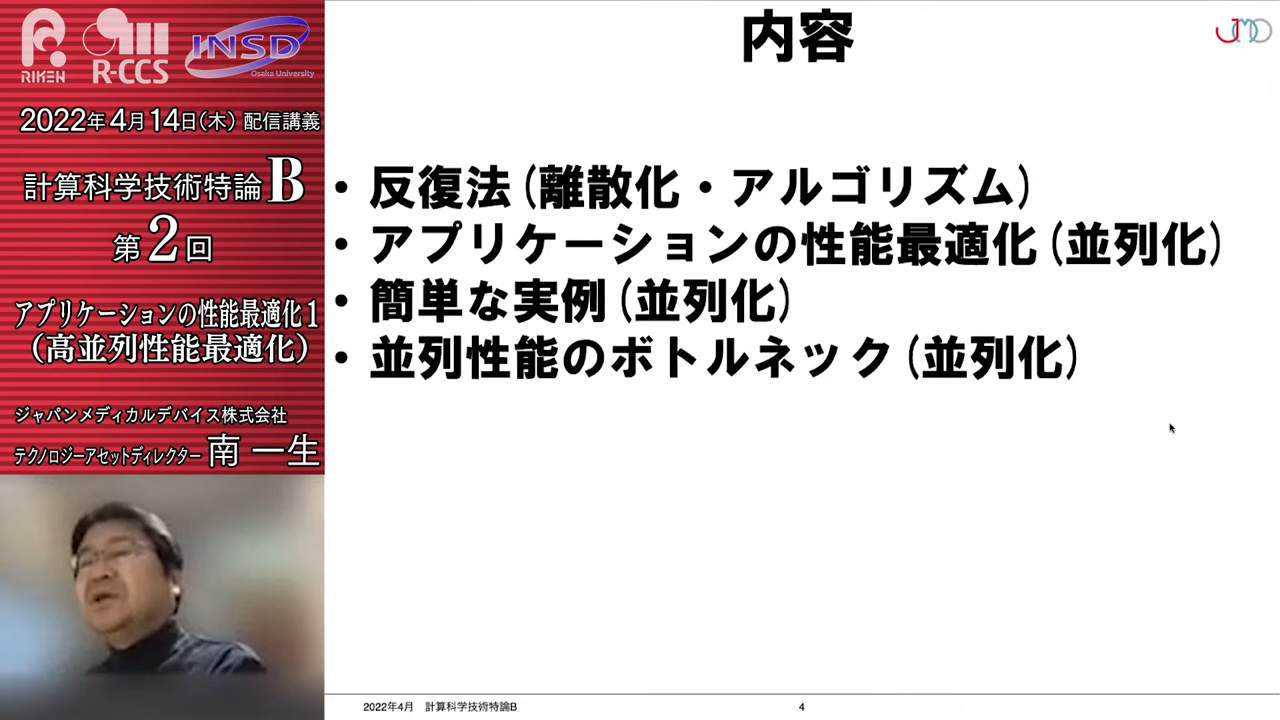 RIKEN
R-CCS
INSD
Osaka University
2022年4月14日(木) 配信講義
計算科学技術特論B
第2回
アプリケーションの性能最適化1
(高並列性能最適化)
ジャパンメディカルデバイス株式会社
テクノロジーアセットディレクター 南 一生
内容
JMD
・反復法(離散化・アルゴリズム)
・アプリケーションの性能最適化(並列化)
・簡単な実例(並列化)
・並列性能のボトルネック(並列化)
2022年4月 計算科学技術特論B
4